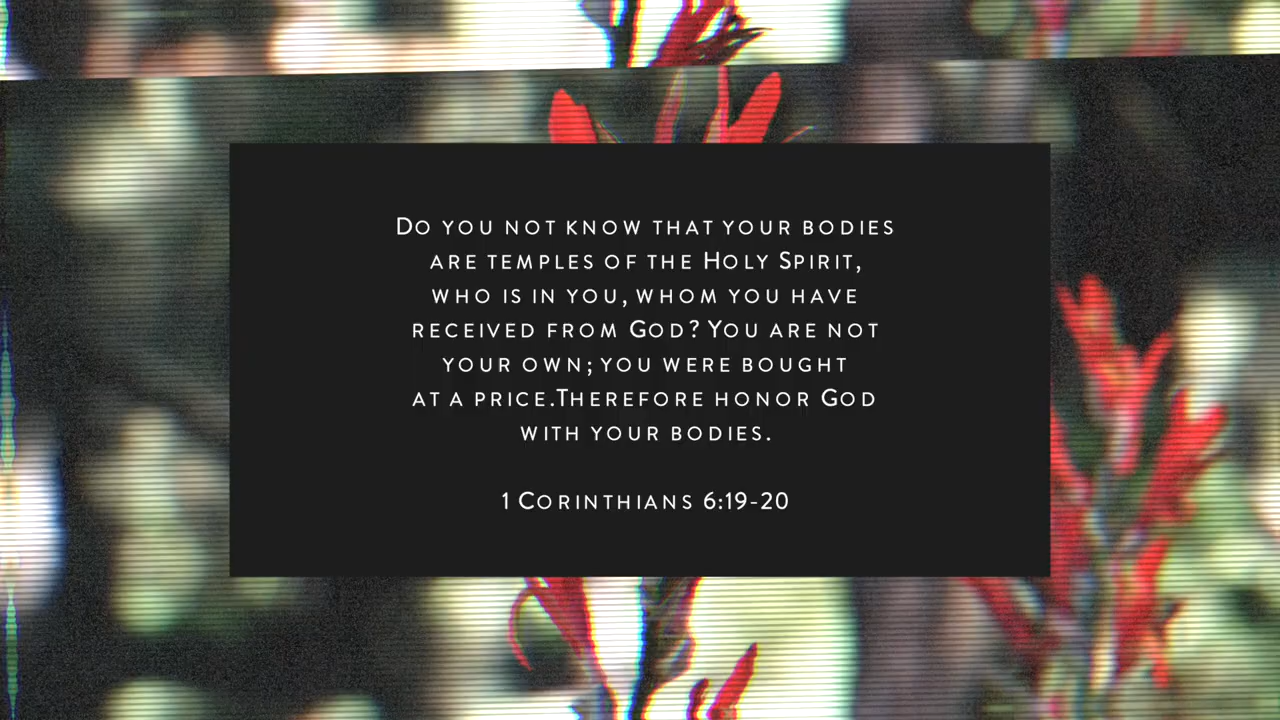 Do you not know that your bodies
are temples of the Holy Spirit,
who is in you, whom you have
received from God? You are not
your own; you were bought
at a price.Therefore honor God
with your bodies.
1 Corinthians 6:19-20